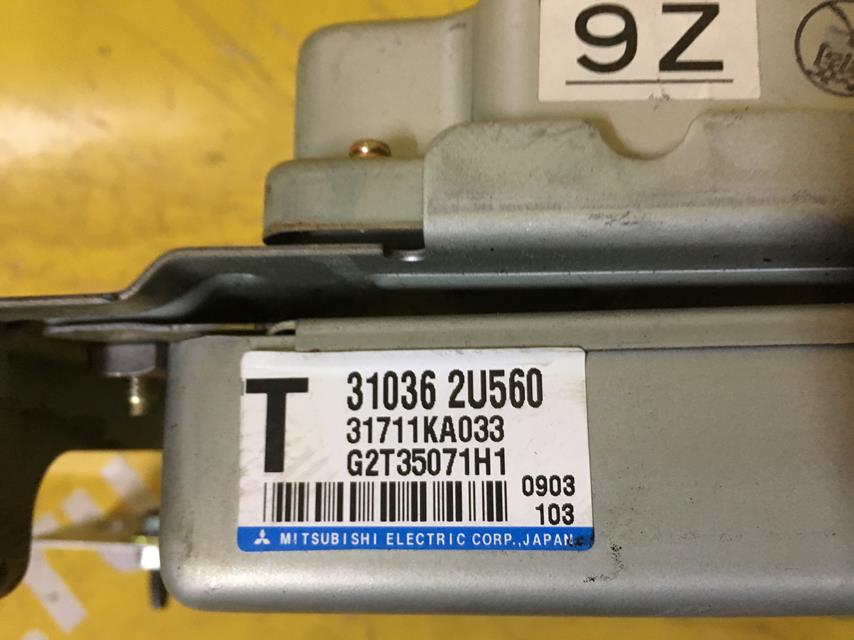 9Z
T
31036 2U560
31711KA033
G2T35071H1
0903
103
MITSUBISHI ELECTRIC CORP.,JAPAN